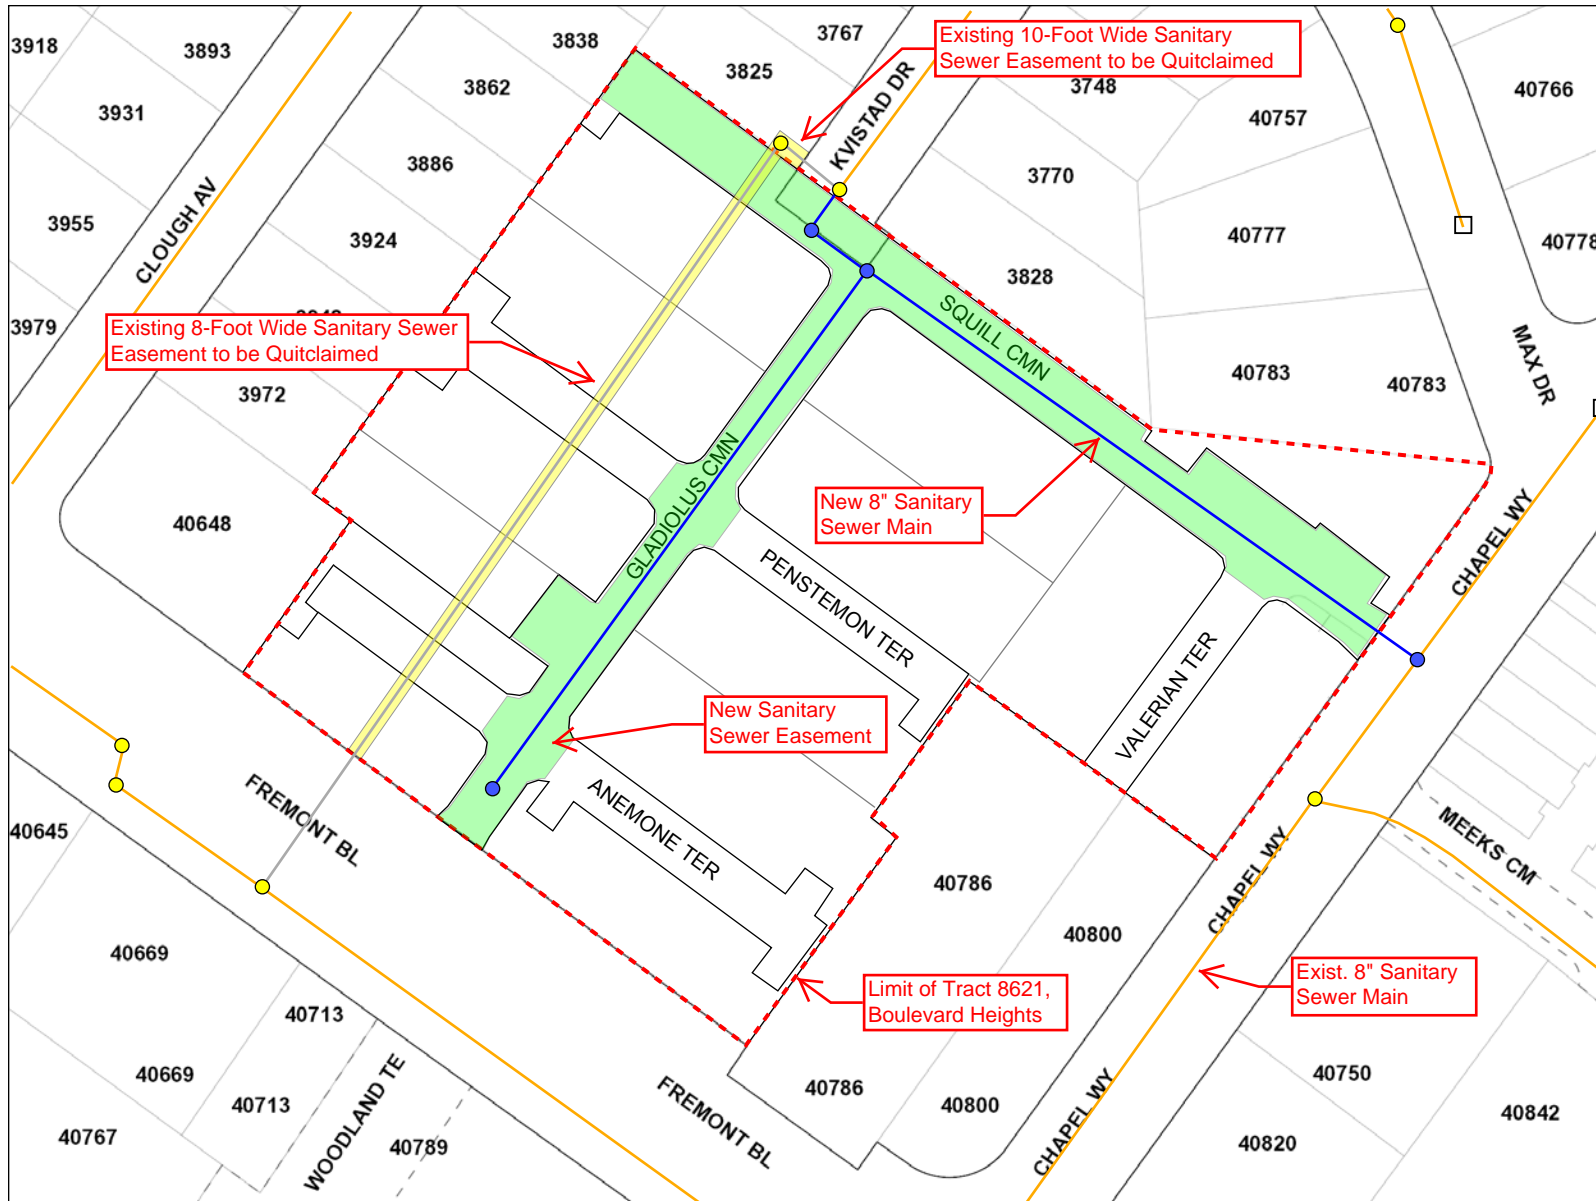 3918
3893
3838
3767
Existing 10-Foot Wide Sanitary
Sewer Easement to be Quitclaimed
3825
3862
3748
40766
3931
KVISTAD DR
40757
3886
3770
CLOUGH AV
3955
3924
40777
40778
3828
3979
Existing 8-Foot Wide Sanitary Sewer
Easement to be Quitclaimed
SQUILL CMN
MAX DR
40783
40783
3972
GLADIOLUS CMN
New 8" Sanitary
Sewer Main
40648
CHAPEL WY
PENSTEMON TER
VALERIAN TER
New Sanitary
Sewer Easement
FREMONT BL
ANEMONE TER
40645
MEEKS CM
CHAPEL WY
40786
40800
40669
Limit of Tract 8621,
Boulevard Heights
Exist. 8" Sanitary
Sewer Main
40713
40669
40713
WOODLAND TE
FREMONT BL
40786
40800
CHAPEL WY
40750
40842
40767
40789
40820